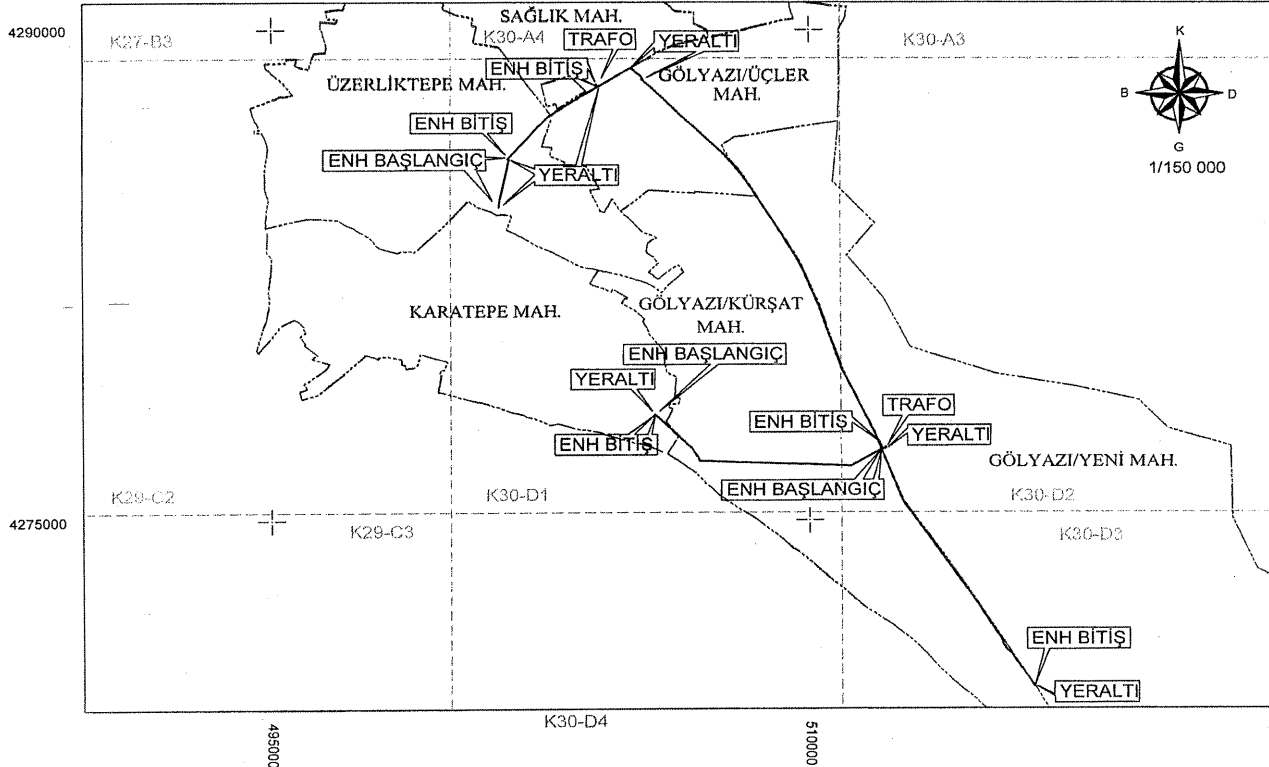 SAĞLIK MAH.
4290000
K27-B3
K30-A4
TRAFO
YERALTI
K30-A3
K
ENH BİTİŞ
GÖLYAZI/ÜÇLER
MAH.
ÜZERLİKTEPE MAH.
B
D
G
1/150 000
ENH BİTİŞ
ENH BAŞLANGIÇ
YERALTI
KARATEPE MAH.
GÖLYAZI/KÜRŞAT
MAH.
ENH BAŞLANGIÇ
YERALTI
ENH BİTİŞ
TRAFO
ENH BİTİŞ
YERALTI
GÖLYAZI/YENİ MAH.
ENH BAŞLANGIÇ
K29-C2
K30-D1
K30-D2
4275000
K29-C3
K30-D3
ENH BİTİŞ
YERALTI
K30-D4
495000
510000